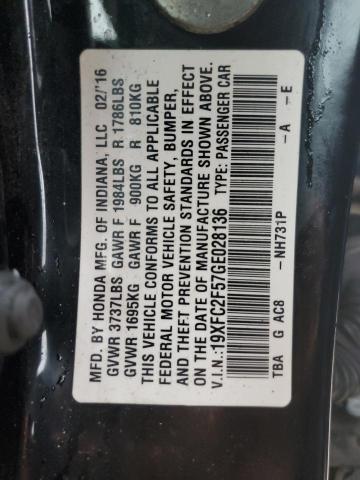 MFD. BY HONDA MFG. OF INDIANA, LLC 02/'16
GVWR 3737LBS GAWR F 1984LBS R 1786LBS
GVWR 1695KG GAWR F 900KG R 810KG
THIS VEHICLE CONFORMS TO ALL APPLICABLE
FEDERAL MOTOR VEHICLE SAFETY, BUMPER,
AND THEFT PREVENTION STANDARDS IN EFFECT
ON THE DATE OF MANUFACTURE SHOWN ABOVE.
V.I.N.:19XFC2F57GE028136 TYPE: PASSENGER CAR
TBA G AC8 – NH731P – A – E